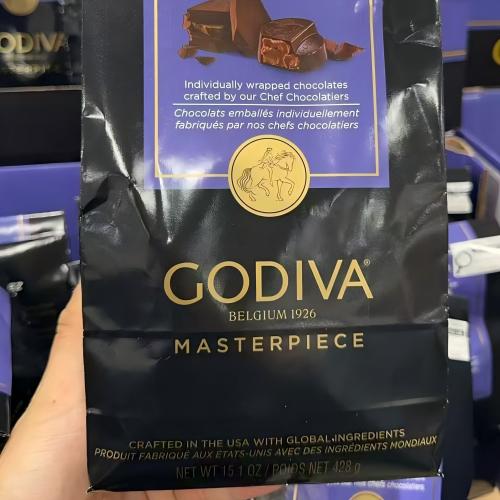 GODIVA
Individually wrapped chocolates
crafted by our Chef Chocolatiers
Chocolats emballés individuellement
fabriqués par nos chefs chocolatiers
GODIVA®
BELGIUM 1926
MASTERPIECE
CRAFTED IN THE USA WITH GLOBAL INGREDIENTS
PRODUIT FABRIQUÉ AUX ÉTATS-UNIS AVEC DES INGRÉDIENTS MONDIAUX
NET WT 15.1 OZ / POIDS NET 428 g